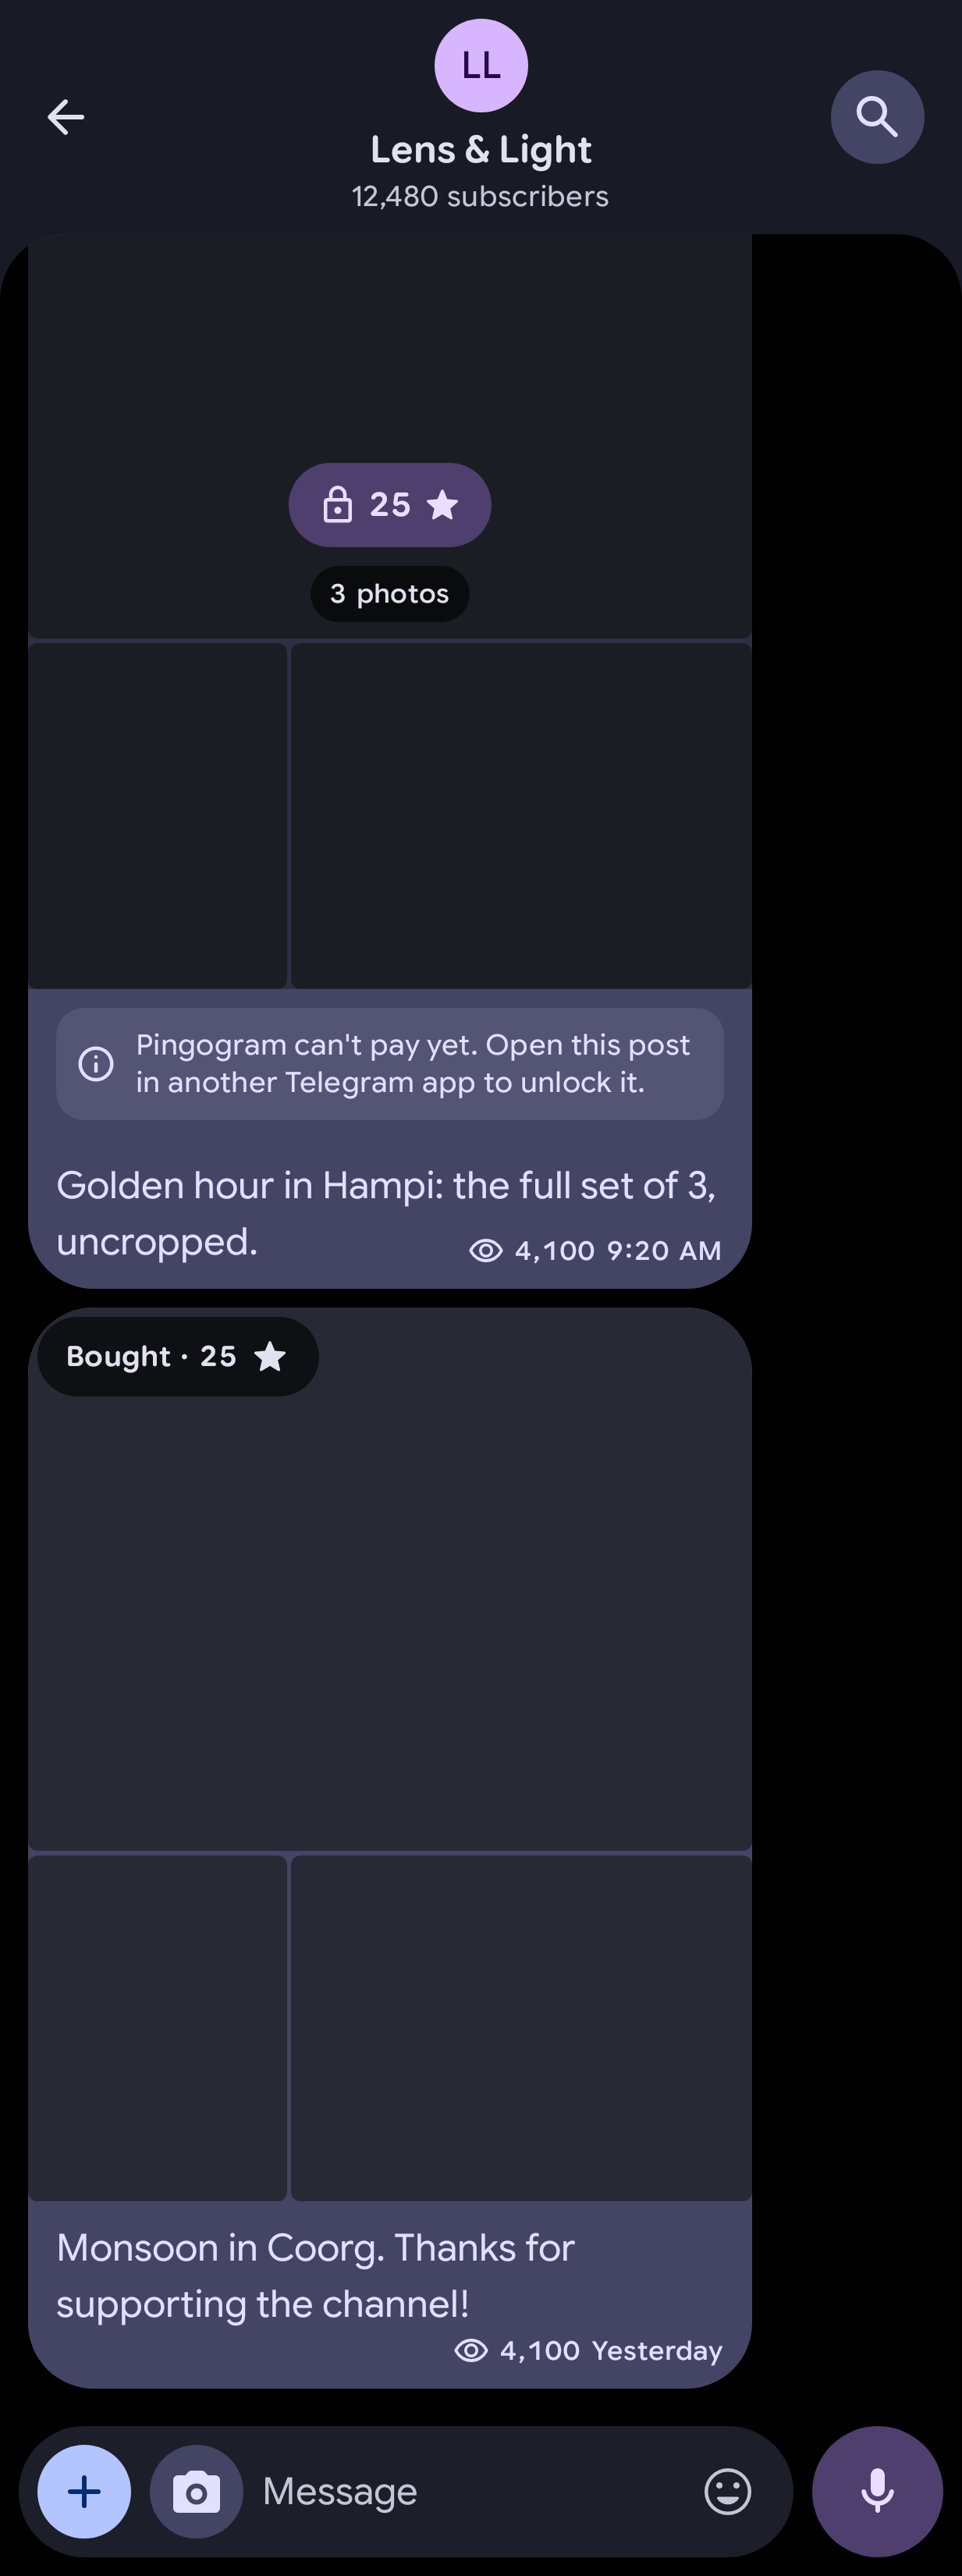 LL
Lens & Light
12,480 subscribers
25
3 photos
Pingogram can't pay yet. Open this post
in another Telegram app to unlock it.
Golden hour in Hampi: the full set of 3,
uncropped.
4,100 9:20 AM
Bought · 25
Monsoon in Coorg. Thanks for
supporting the channel!
4,100 Yesterday
Message